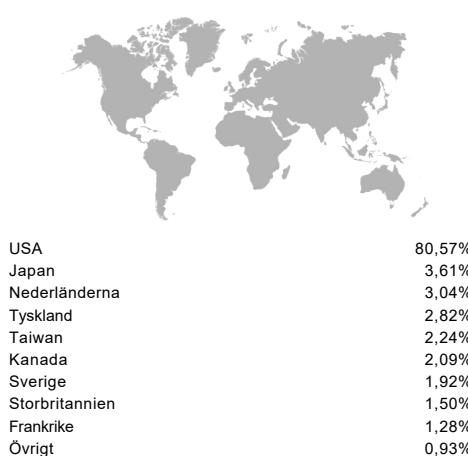 USA 80,57%
Japan 3,61%
Nederländerna 3,04%
Tyskland 2,82%
Taiwan 2,24%
Kanada 2,09%
Sverige 1,92%
Storbritannien 1,50%
Frankrike 1,28%
Övrigt 0,93%